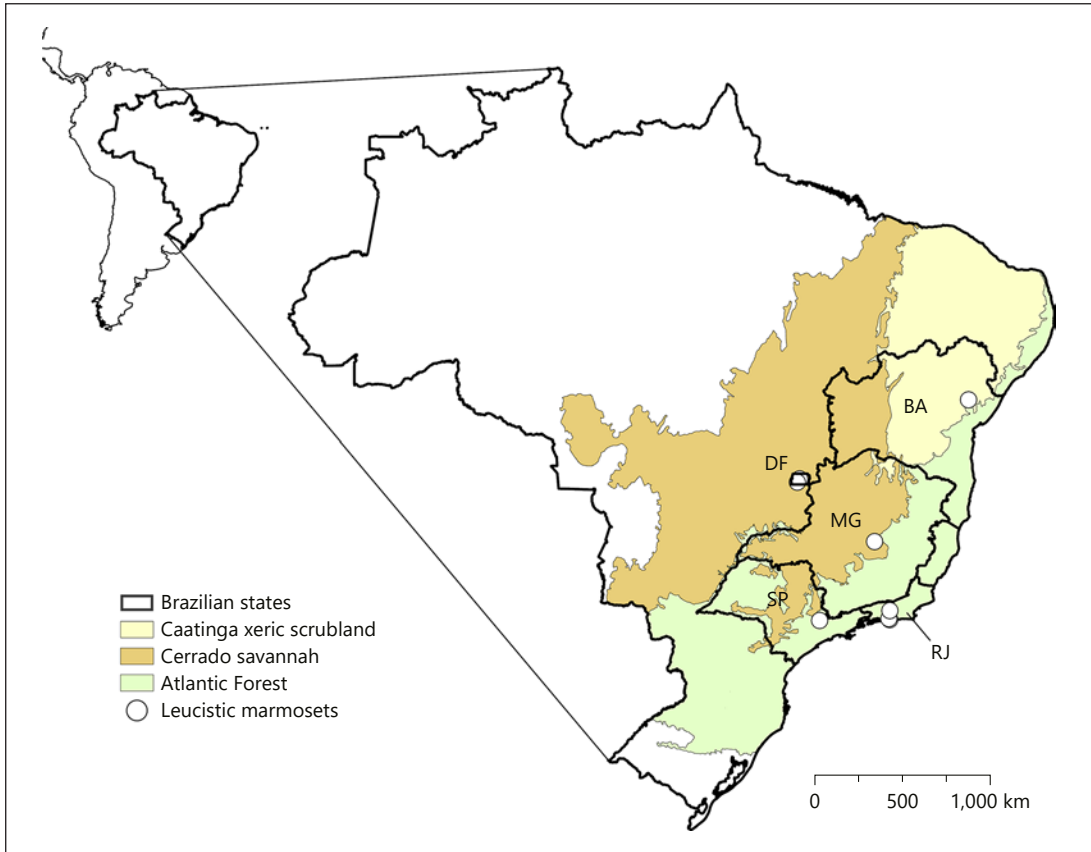 BA
DF
MG
SP
RJ
Brazilian states
Caatinga xeric scrubland
Cerrado savannah
Atlantic Forest
Leucistic marmosets
0 500 1,000 km